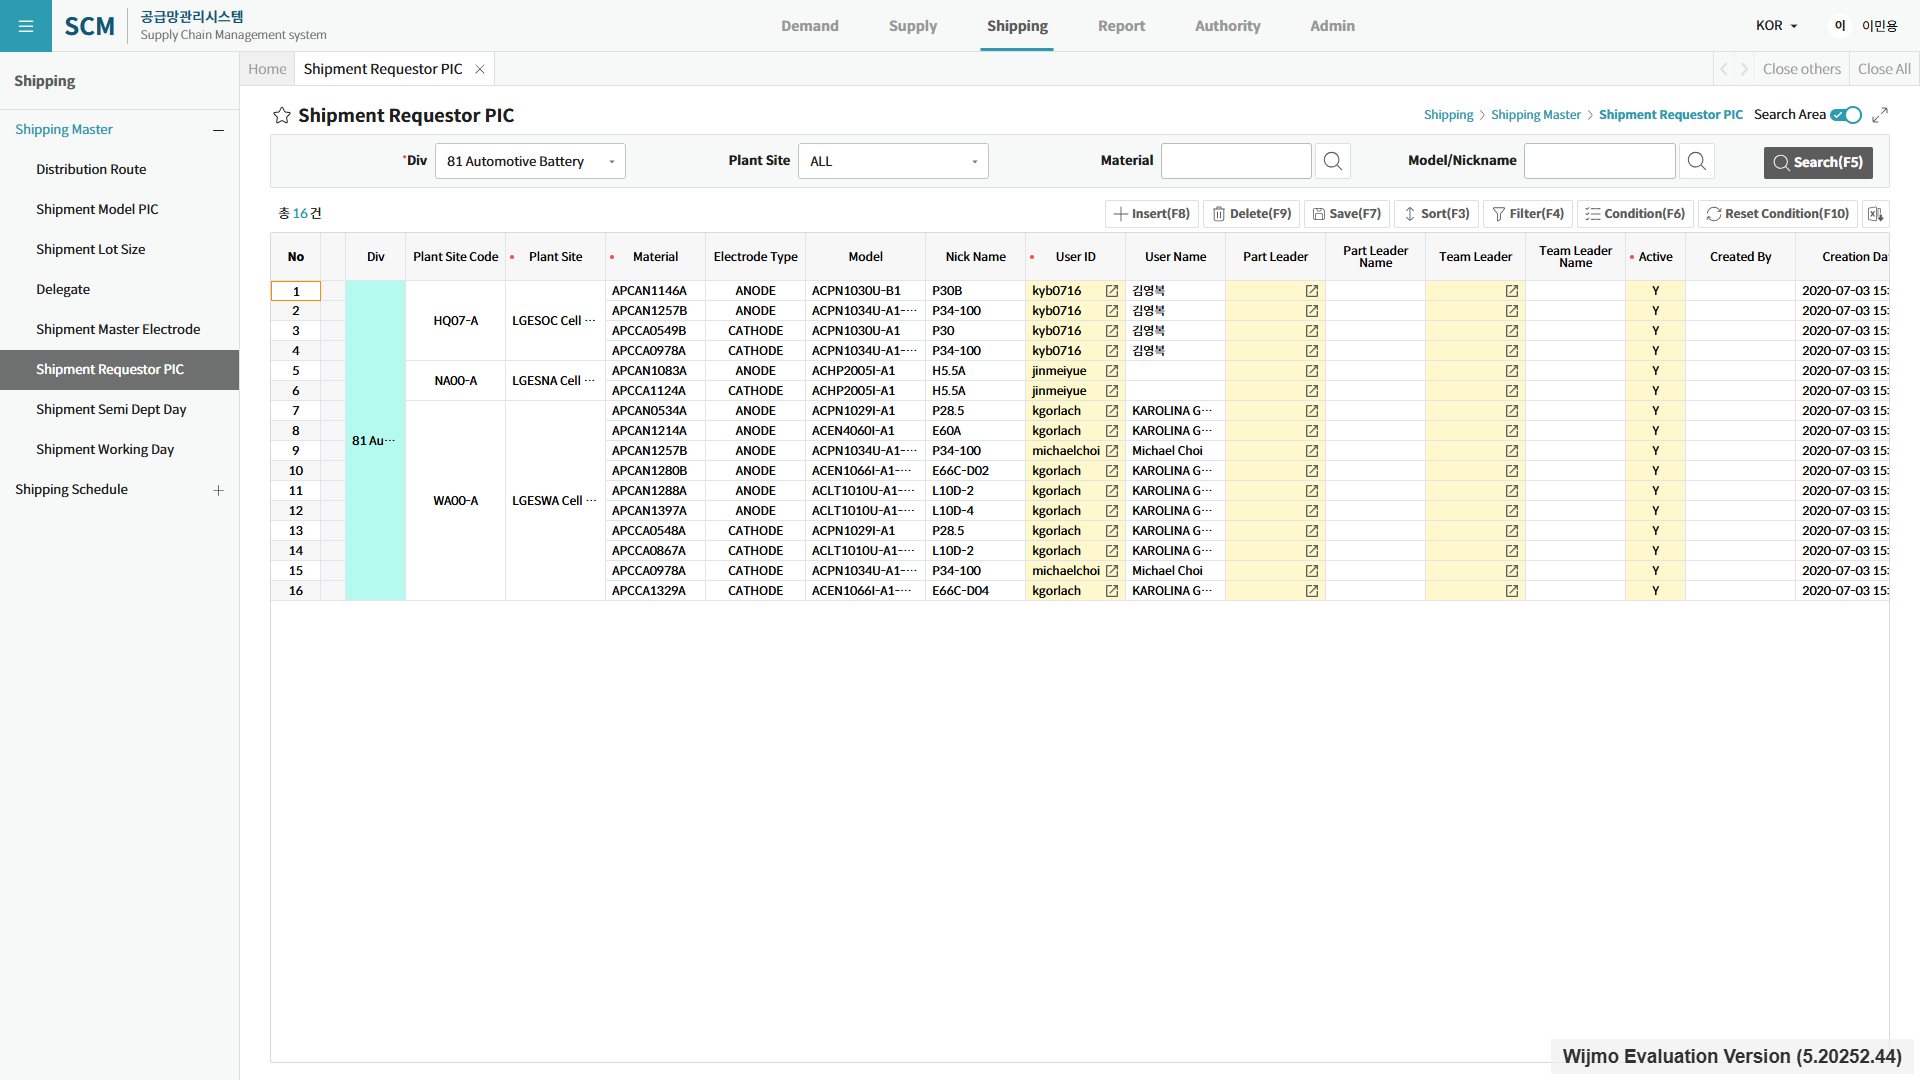 SCM
공급망관리시스템
Supply Chain Management system
Demand
Supply
Shipping
Report
Authority
Admin
KOR
이
이민용
Shipping
Home
Shipment Requestor PIC
Close others
Close All
Shipping Master
Distribution Route
Shipment Model PIC
Shipment Lot Size
Delegate
Shipment Master Electrode
Shipment Requestor PIC
Shipment Semi Dept Day
Shipment Working Day
Shipping Schedule
Shipment Requestor PIC
Shipping > Shipping Master > Shipment Requestor PIC
Search Area
*Div 81 Automotive Battery
Plant Site ALL
Material
Model/Nickname
Search(F5)
총 16 건
Insert(F8)
Delete(F9)
Save(F7)
Sort(F3)
Filter(F4)
Condition(F6)
Reset Condition(F10)
No Div Plant Site Code Plant Site Material Electrode Type Model Nick Name User ID User Name Part Leader Part Leader Name Team Leader Team Leader Name Active Created By Creation Da
81 Au···
HQ07-A LGESOC Cell ···
NA00-A LGESNA Cell ···
WA00-A LGESWA Cell ···
1 APCAN1146A ANODE ACPN1030U-B1 P30B kyb0716 김영복 Y 2020-07-03 15:
2 APCAN1257B ANODE ACPN1034U-A1-··· P34-100 kyb0716 김영복 Y 2020-07-03 15:
3 APCCA0549B CATHODE ACPN1030U-A1 P30 kyb0716 김영복 Y 2020-07-03 15:
4 APCCA0978A CATHODE ACPN1034U-A1-··· P34-100 kyb0716 김영복 Y 2020-07-03 15:
5 APCAN1083A ANODE ACHP2005I-A1 H5.5A jinmeiyue Y 2020-07-03 15:
6 APCCA1124A CATHODE ACHP2005I-A1 H5.5A jinmeiyue Y 2020-07-03 15:
7 APCAN0534A ANODE ACPN1029I-A1 P28.5 kgorlach KAROLINA G··· Y 2020-07-03 15:
8 APCAN1214A ANODE ACEN4060I-A1 E60A kgorlach KAROLINA G··· Y 2020-07-03 15:
9 APCAN1257B ANODE ACPN1034U-A1-··· P34-100 michaelchoi Michael Choi Y 2020-07-03 15:
10 APCAN1280B ANODE ACEN1066I-A1-··· E66C-D02 kgorlach KAROLINA G··· Y 2020-07-03 15:
11 APCAN1288A ANODE ACLT1010U-A1-··· L10D-2 kgorlach KAROLINA G··· Y 2020-07-03 15:
12 APCAN1397A ANODE ACLT1010U-A1-··· L10D-4 kgorlach KAROLINA G··· Y 2020-07-03 15:
13 APCCA0548A CATHODE ACPN1029I-A1 P28.5 kgorlach KAROLINA G··· Y 2020-07-03 15:
14 APCCA0867A CATHODE ACLT1010U-A1-··· L10D-2 kgorlach KAROLINA G··· Y 2020-07-03 15:
15 APCCA0978A CATHODE ACPN1034U-A1-··· P34-100 michaelchoi Michael Choi Y 2020-07-03 15:
16 APCCA1329A CATHODE ACEN1066I-A1-··· E66C-D04 kgorlach KAROLINA G··· Y 2020-07-03 15:
Wijmo Evaluation Version (5.20252.44)